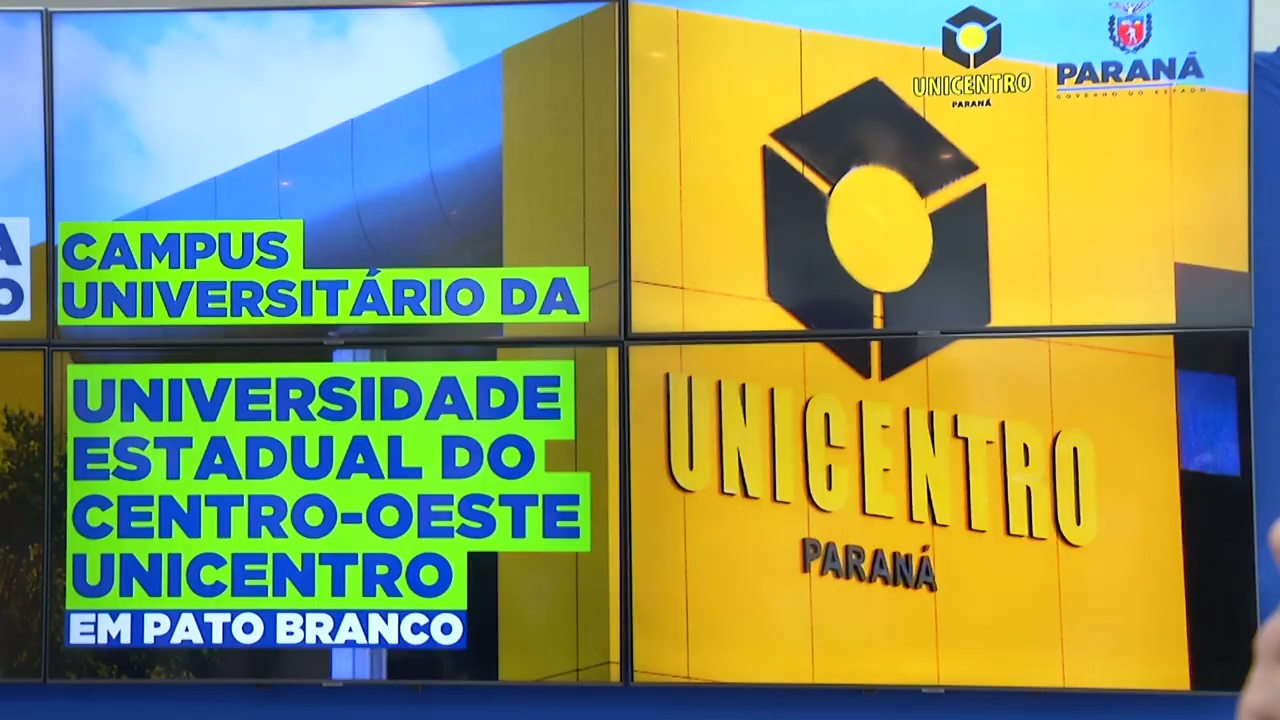 UNICENTRO
PARANÁ
PARANÁ
GOVERNO DO ESTADO
A
O
CAMPUS
UNIVERSITÁRIO DA
UNIVERSIDADE
ESTADUAL DO
CENTRO-OESTE
UNICENTRO
EM PATO BRANCO
UNICENTRO
PARANÁ